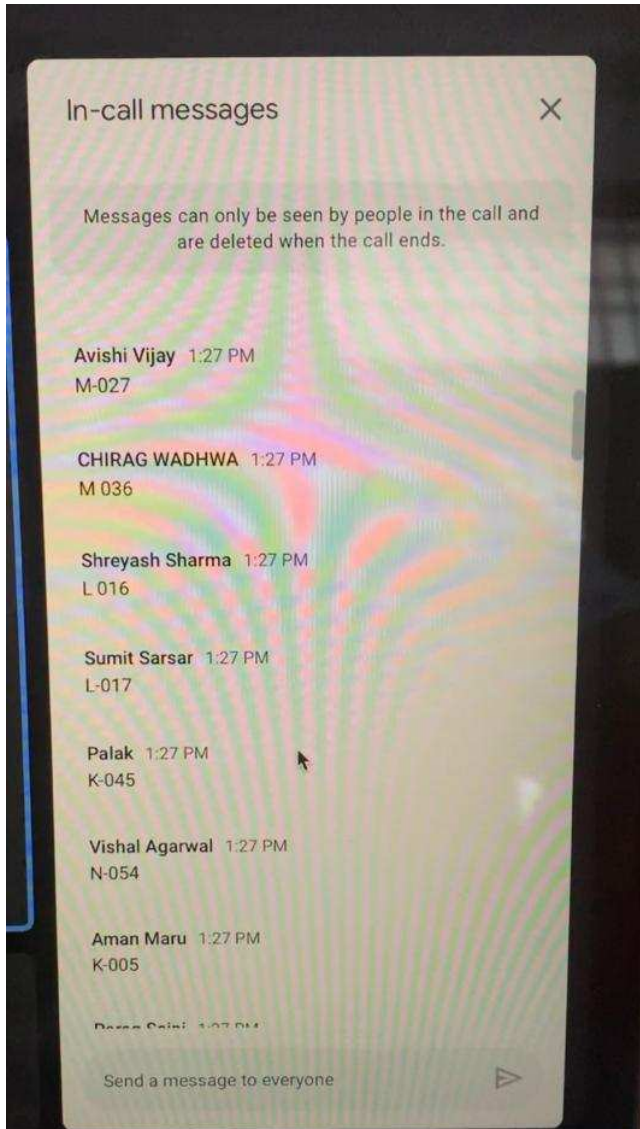 In-call messages
Messages can only be seen by people in the call and
are deleted when the call ends.
Avishi Vijay 1:27 PM
M-027
CHIRAG WADHWA 1:27 PM
M 036
Shreyash Sharma 1:27 PM
L 016
Sumit Sarsar 1:27 PM
L-017
Palak 1:27 PM
K-045
Vishal Agarwal 1:27 PM
N-054
Aman Maru 1:27 PM
K-005
1:27 PM
Send a message to everyone